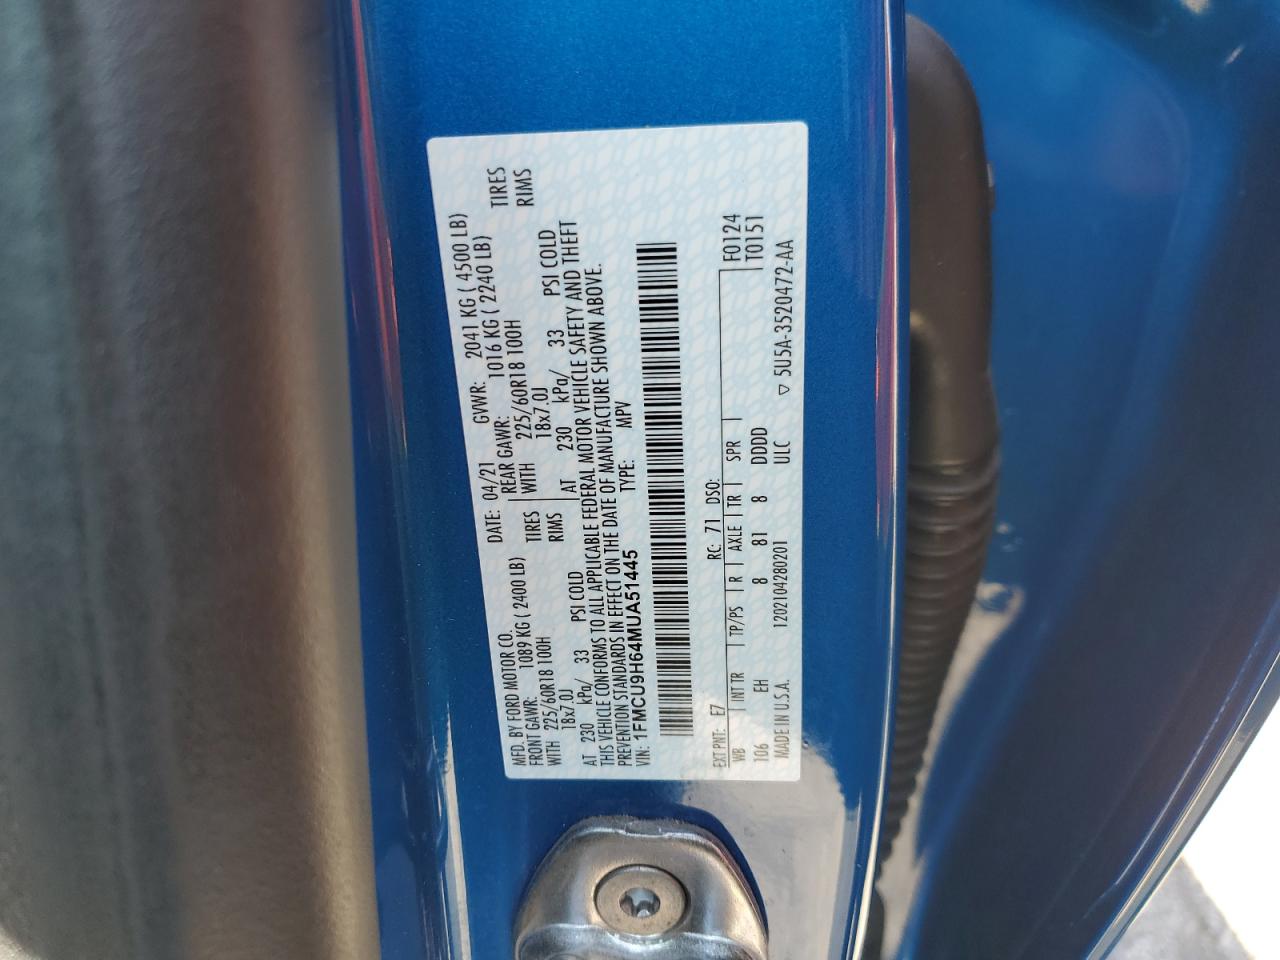 MFD. BY FORD MOTOR CO. DATE: 04/21 GVWR: 2041 KG ( 4500 LB)
FRONT GAWR: 1089 KG ( 2400 LB) REAR GAWR: 1016 KG ( 2240 LB)
WITH 225/60R18 100H TIRES WITH 225/60R18 100H TIRES
18x7.0J RIMS 18x7.0J RIMS
AT 230 kPa/ 33 PSI COLD AT 230 kPa/ 33 PSI COLD
THIS VEHICLE CONFORMS TO ALL APPLICABLE FEDERAL MOTOR VEHICLE SAFETY AND THEFT
PREVENTION STANDARDS IN EFFECT ON THE DATE OF MANUFACTURE SHOWN ABOVE.
VIN: 1FMCU9H64MUA51445 TYPE: MPV
EXT PNT: E7 RC: 71 DSO: F0124
WB INT TR TP/PS R AXLE TR SPR T0151
106 EH 8 81 8 DDDD
MADE IN U.S.A. 1202104280201 ULC ▽ 5U5A-3520472-AA